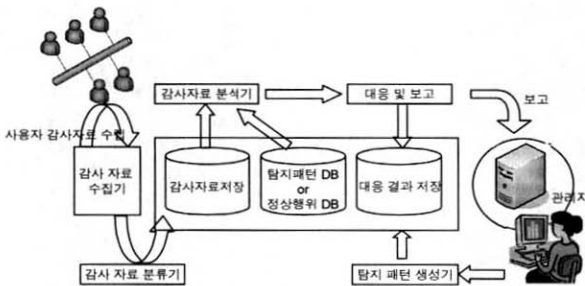 감사자료 분석기
대응 및 보고
보고
사용자 감사자료 수집
감사 자료
수집기
감사자료저장
탐지패턴 DB
or
정상행위 DB
대응 결과 저장
관리자
감사 자료 분류기
탐지 패턴 생성기